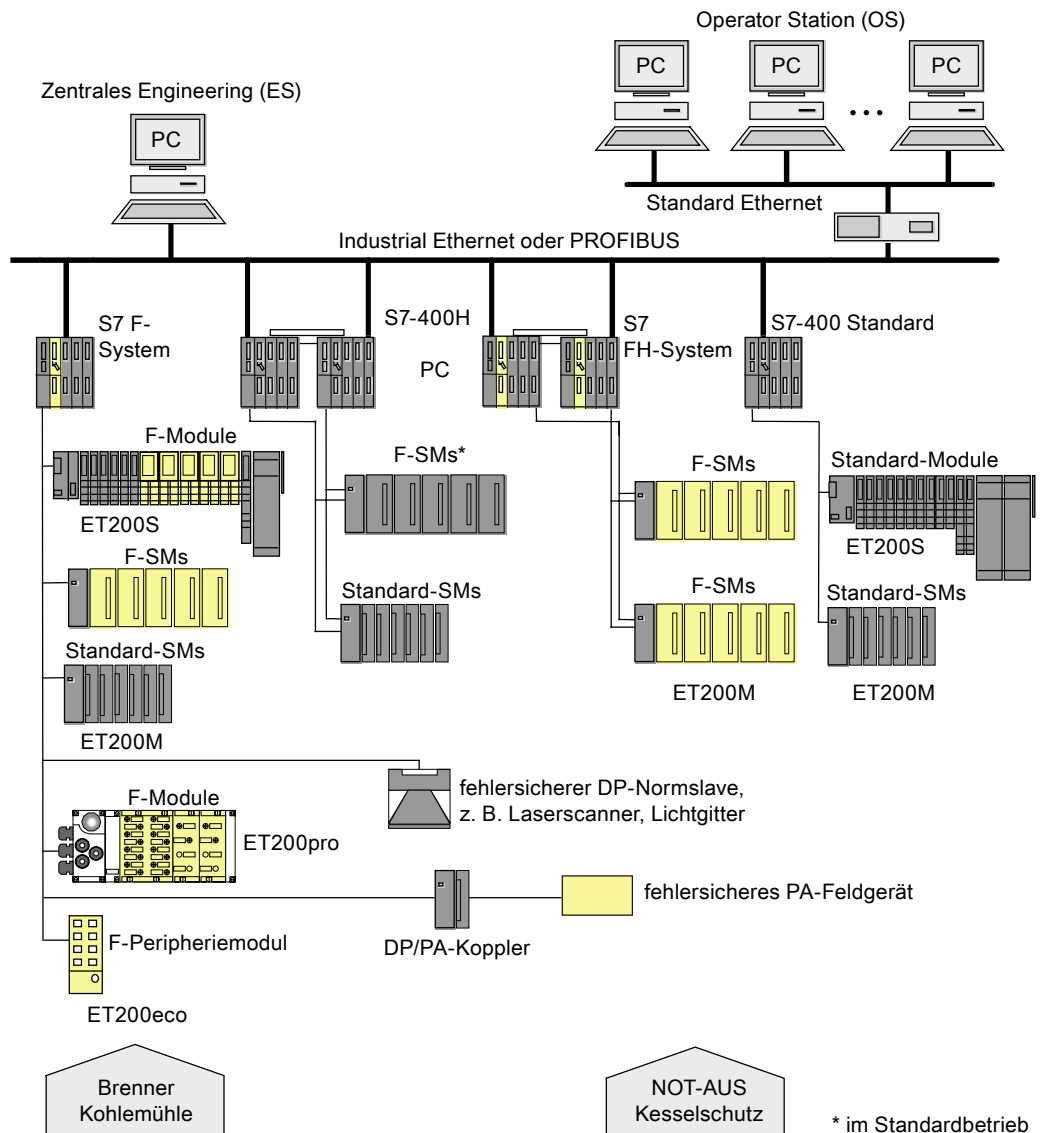 Operator Station (OS)
PC
PC
PC
Zentrales Engineering (ES)
PC
Standard Ethernet
Industrial Ethernet oder PROFIBUS
S7 F-
System
S7-400H
PC
S7
FH-System
S7-400 Standard
F-Module
ET200S
F-SMs*
F-SMs
Standard-Module
ET200S
F-SMs
Standard-SMs
F-SMs
Standard-SMs
Standard-SMs
ET200M
ET200M
ET200M
F-Module
ET200pro
fehlersicherer DP-Normslave,
z. B. Laserscanner, Lichtgitter
fehlersicheres PA-Feldgerät
DP/PA-Koppler
F-Peripheriemodul
ET200eco
Brenner
Kohlemühle
NOT-AUS
Kesselschutz
* im Standardbetrieb